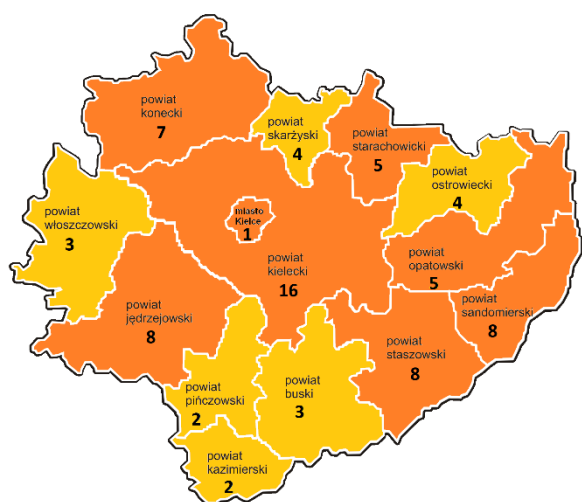 powiat
konecki
7
powiat
skarżyski
4
powiat
starachowicki
5
powiat
ostrowiecki
4
powiat
włoszczowski
3
miasto
Kielce
1
powiat
kielecki
16
powiat
opatowski
5
powiat
sandomierski
8
powiat
jędrzejowski
8
powiat
staszowski
8
powiat
pińczowski
2
powiat
buski
3
powiat
kazimierski
2